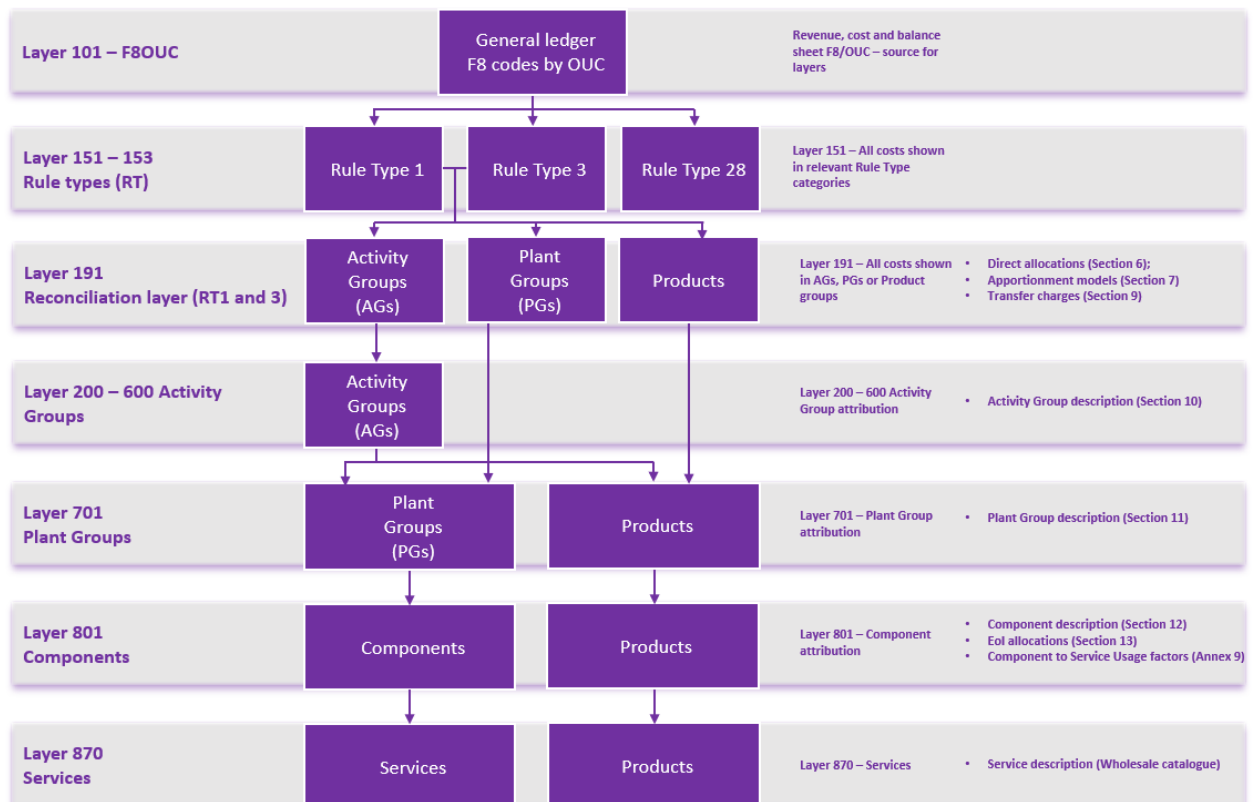 Layer 101 – F8OUC
General ledger
F8 codes by OUC
Revenue, cost and balance
sheet F8/OUC – source for
layers
Layer 151 – 153
Rule types (RT)
Rule Type 1
Rule Type 3
Rule Type 28
Layer 151 – All costs shown
in relevant Rule Type
categories
Layer 191
Reconciliation layer (RT1 and 3)
Activity
Groups
(AGs)
Plant
Groups
(PGs)
Products
Layer 191 – All costs shown
in AGs, PGs or Product
groups
• Direct allocations (Section 6);
• Apportionment models (Section 7)
• Transfer charges (Section 9)
Layer 200 – 600 Activity
Groups
Activity
Groups
(AGs)
Layer 200 – 600 Activity
Group attribution
• Activity Group description (Section 10)
Layer 701
Plant Groups
Plant
Groups
(PGs)
Products
Layer 701 – Plant Group
attribution
• Plant Group description (Section 11)
Layer 801
Components
Components
Products
Layer 801 – Component
attribution
• Component description (Section 12)
• EoI allocations (Section 13)
• Component to Service Usage factors (Annex 9)
Layer 870
Services
Services
Products
Layer 870 – Services
• Service description (Wholesale catalogue)